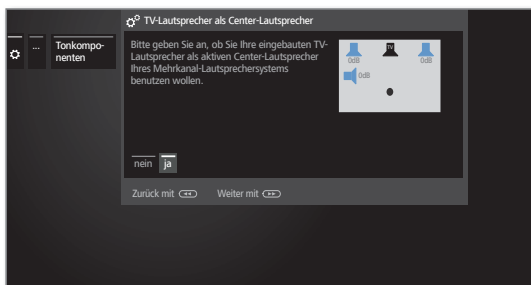 TV-Lautsprecher als Center-Lautsprecher
...
Tonkompo-
nenten
Bitte geben Sie an, ob Sie Ihre eingebauten TV-
Lautsprecher als aktiven Center-Lautsprecher
Ihres Mehrkanal-Lautsprechersystems
benutzen wollen.
TV
0dB 0dB
0dB
nein ja
Zurück mit Weiter mit